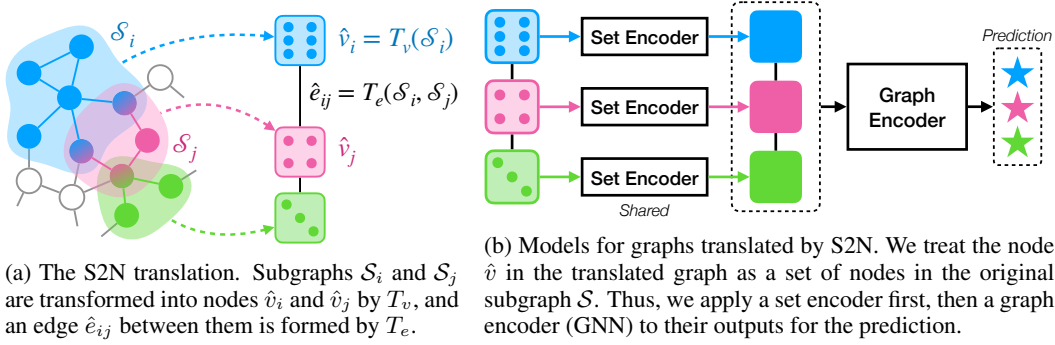 𝒮ᵢ
v̂ᵢ = Tᵥ(𝒮ᵢ)
êᵢⱼ = Tₑ(𝒮ᵢ, 𝒮ⱼ)
𝒮ⱼ
v̂ⱼ
(a) The S2N translation. Subgraphs 𝒮ᵢ and 𝒮ⱼ
are transformed into nodes v̂ᵢ and v̂ⱼ by Tᵥ, and
an edge êᵢⱼ between them is formed by Tₑ.
Set Encoder
Set Encoder
Set Encoder
Shared
Graph
Encoder
Prediction
(b) Models for graphs translated by S2N. We treat the node
v̂ in the translated graph as a set of nodes in the original
subgraph 𝒮. Thus, we apply a set encoder first, then a graph
encoder (GNN) to their outputs for the prediction.